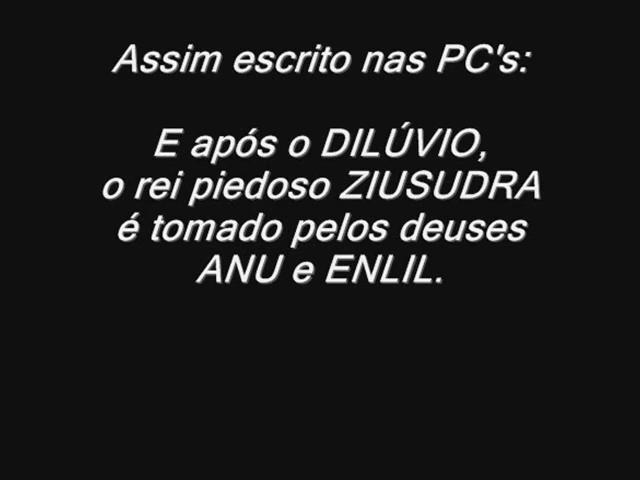 Assim escrito nas PC's:
E após o DILÚVIO,
o rei piedoso ZIUSUDRA
é tomado pelos deuses
ANU e ENLIL.